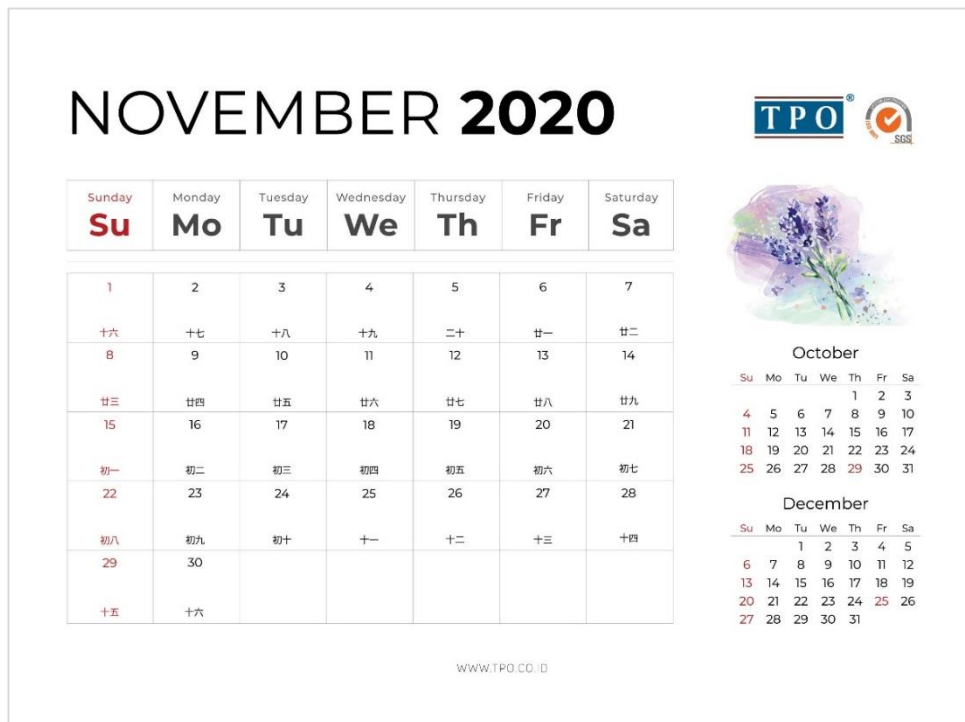 NOVEMBER 2020
TPO®
SGS
Sunday Monday Tuesday Wednesday Thursday Friday Saturday
Su Mo Tu We Th Fr Sa
1 2 3 4 5 6 7
十六 十七 十八 十九 二十 廿一 廿二
8 9 10 11 12 13 14
廿三 廿四 廿五 廿六 廿七 廿八 廿九
15 16 17 18 19 20 21
初一 初二 初三 初四 初五 初六 初七
22 23 24 25 26 27 28
初八 初九 初十 十一 十二 十三 十四
29 30
十五 十六
October
Su Mo Tu We Th Fr Sa
1 2 3
4 5 6 7 8 9 10
11 12 13 14 15 16 17
18 19 20 21 22 23 24
25 26 27 28 29 30 31
December
Su Mo Tu We Th Fr Sa
1 2 3 4 5
6 7 8 9 10 11 12
13 14 15 16 17 18 19
20 21 22 23 24 25 26
27 28 29 30 31
WWW.TPO.CO.ID